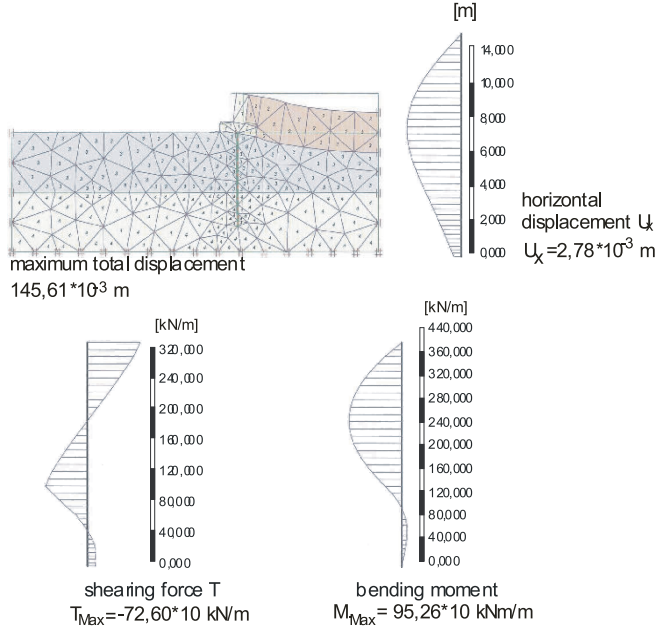 [m]
14,000
10,000
8,000
6,000
4,000
2,000
0,000
horizontal
displacement Uₓ
Uₓ=2,78*10⁻³ m
maximum total displacement
145,61*10⁻³ m
[kN/m]
320,000
240,000
200,000
160,000
120,000
80,000
40,000
0,000
shearing force T
T_Max=-72,60*10 kN/m
[kN/m]
440,000
360,000
320,000
280,000
240,000
200,000
160,000
120,000
80,000
40,000
0,000
bending moment
M_Max= 95,26*10 kNm/m